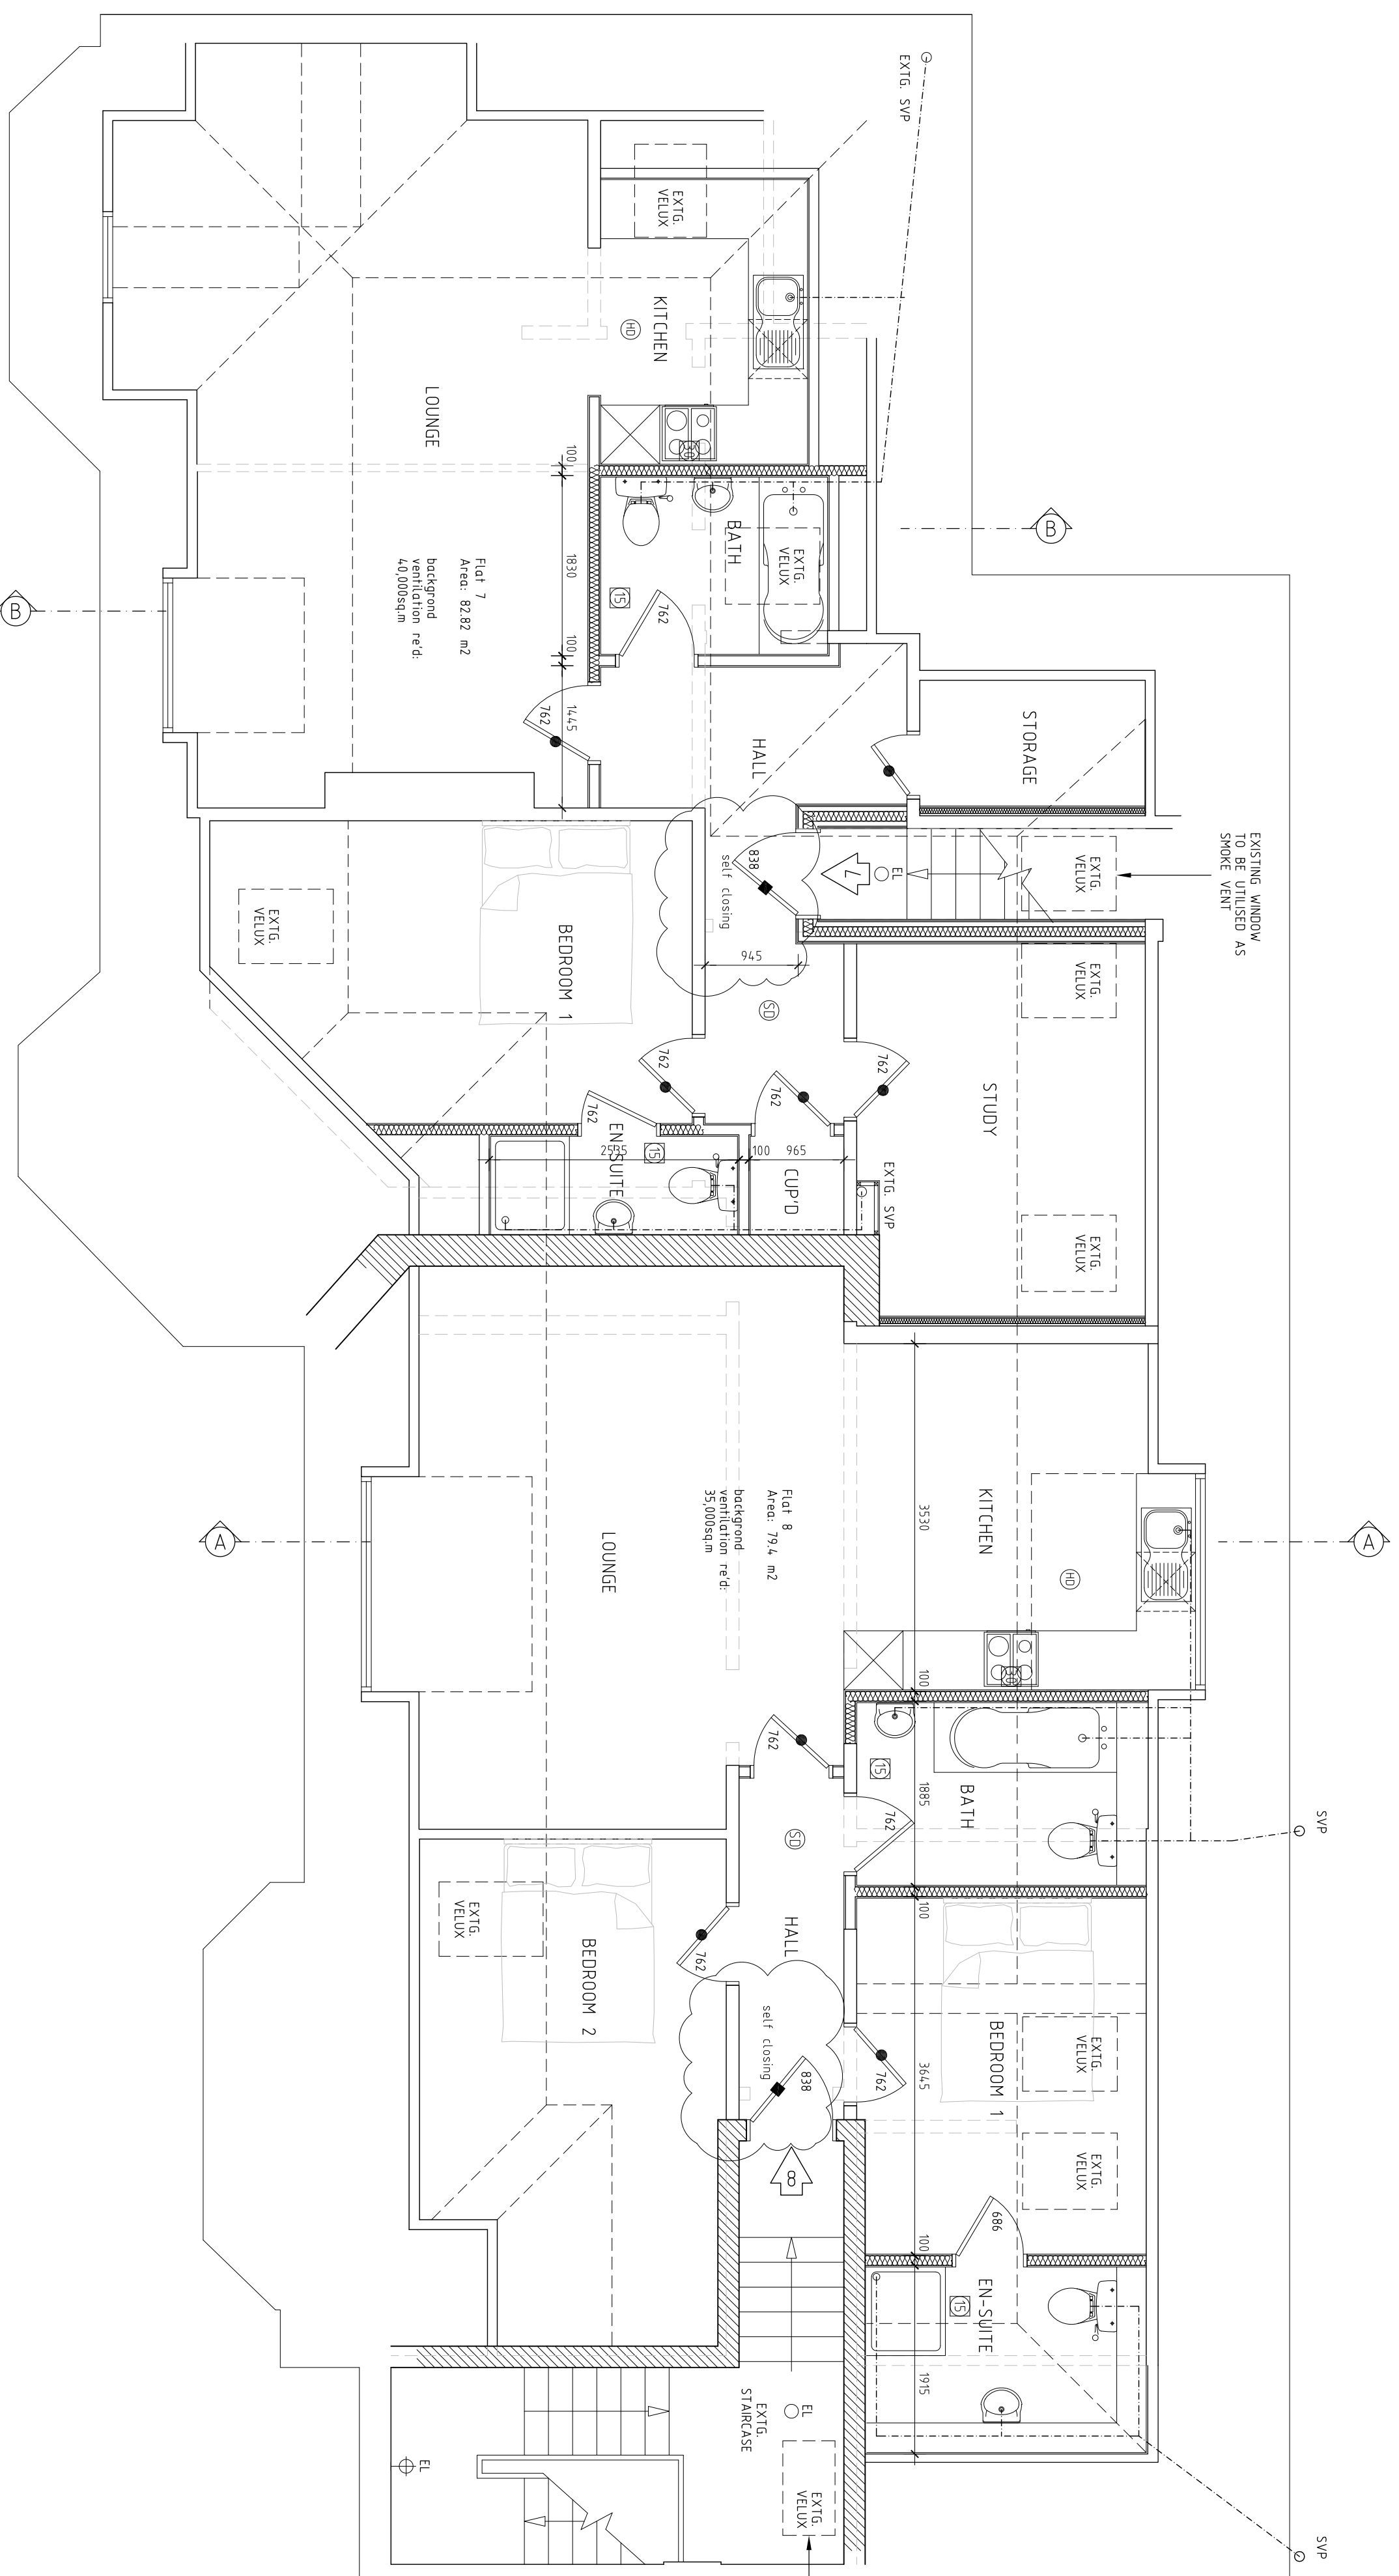 EXTG. SVP
EXTG.
VELUX
KITCHEN
HD
30
LOUNGE
100
1830
100
1445
BATH
EXTG.
VELUX
15
762
762
Flat 7
Area: 82.82 m2
backgrond
ventilation re'd:
40,000sq.m
B
B
HALL
STORAGE
EXISTING WINDOW
TO BE UTILISED AS
SMOKE VENT
EXTG.
VELUX
EL
7
838
self closing
945
SD
EXTG.
VELUX
BEDROOM 1
EXTG.
VELUX
STUDY
EXTG.
VELUX
762
762
762
762
EN-SUITE
2535
15
100
965
CUP'D
EXTG. SVP
KITCHEN
HD
30
3530
100
1885
100
3645
100
1915
Flat 8
Area: 79.4 m2
backgrond
ventilation re'd:
35,000sq.m
LOUNGE
A
A
762
15
BATH
762
SD
SVP
HALL
762
BEDROOM 2
EXTG.
VELUX
self closing
838
8
762
BEDROOM 1
EXTG.
VELUX
EXTG.
VELUX
686
EN-SUITE
15
EXTG.
STAIRCASE
EL
EL
EXTG.
VELUX
SVP